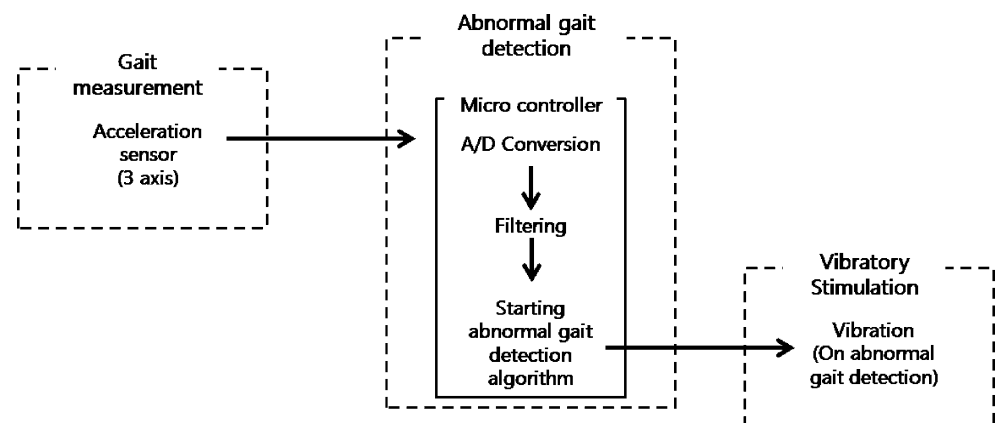 Gait
measurement
Acceleration
sensor
(3 axis)
Abnormal gait
detection
Micro controller
A/D Conversion
Filtering
Starting
abnormal gait
detection
algorithm
Vibratory
Stimulation
Vibration
(On abnormal
gait detection)